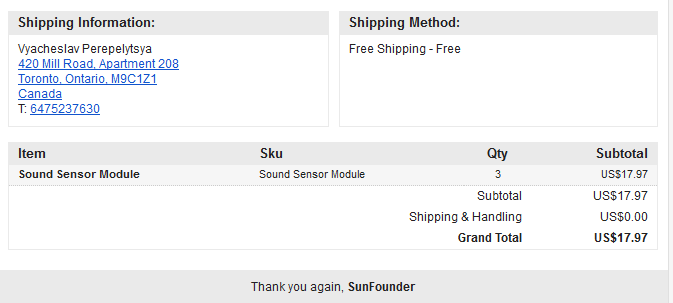 Shipping Information:
Shipping Method:
Vyacheslav Perepelytsya
420 Mill Road, Apartment 208
Toronto, Ontario, M9C1Z1
Canada
T: 6475237630
Free Shipping - Free
Item Sku Qty Subtotal
Sound Sensor Module Sound Sensor Module 3 US$17.97
Subtotal US$17.97
Shipping & Handling US$0.00
Grand Total US$17.97
Thank you again, SunFounder